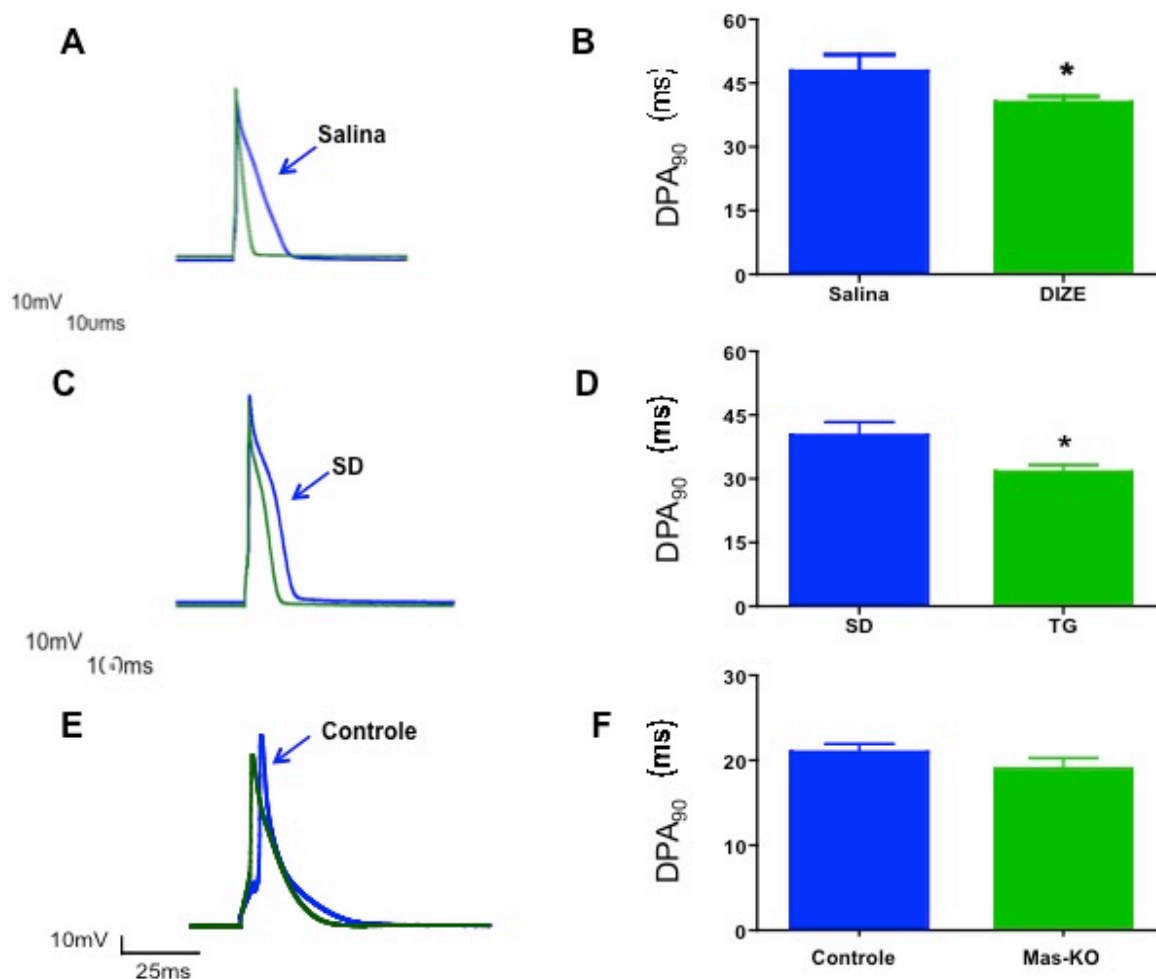 A
Salina
10mV
10ms
B
DPA90 {ms}
60
45
30
15
0
Salina
DIZE
*
C
SD
10mV
D
DPA90 {ms}
60
45
30
15
0
SD
TG
*
E
Controle
10mV
25ms
F
DPA90 {ms}
30
20
10
0
Controle
Mas-KO